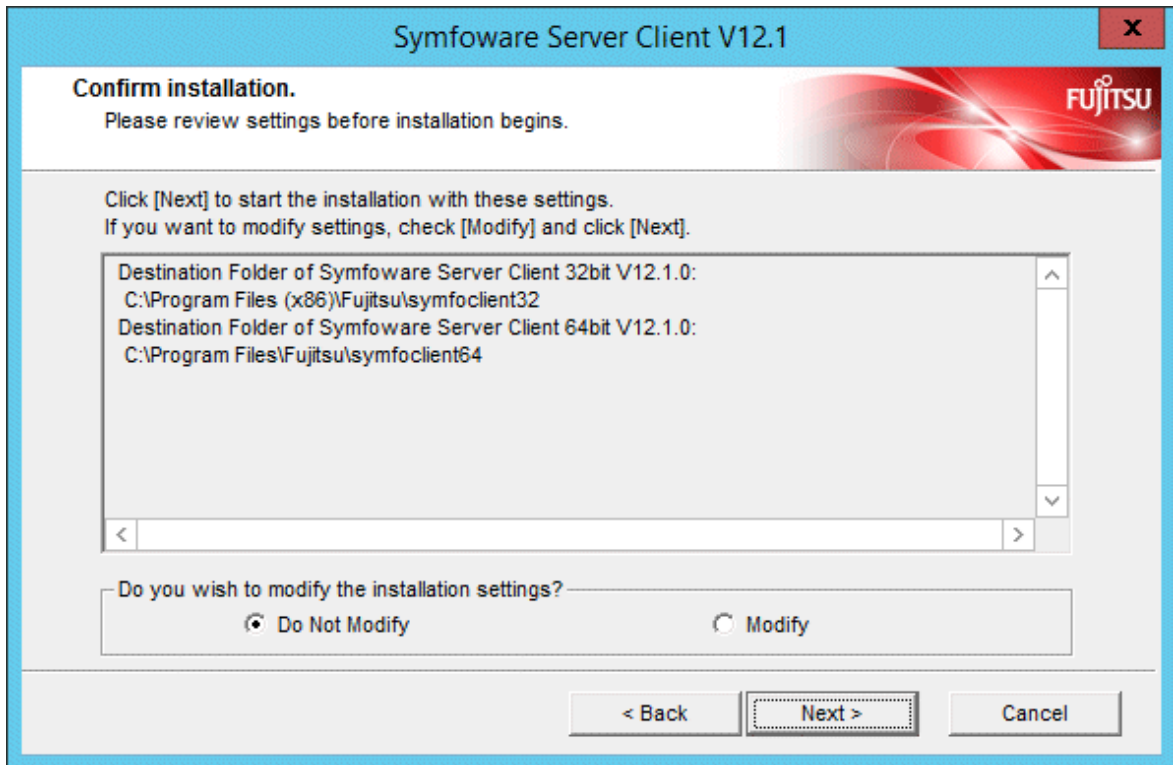 Symfoware Server Client V12.1
x
Confirm installation.
Please review settings before installation begins.
FUJITSU
Click [Next] to start the installation with these settings.
If you want to modify settings, check [Modify] and click [Next].
Destination Folder of Symfoware Server Client 32bit V12.1.0:
C:\Program Files (x86)\Fujitsu\symfoclient32
Destination Folder of Symfoware Server Client 64bit V12.1.0:
C:\Program Files\Fujitsu\symfoclient64
Do you wish to modify the installation settings?
Do Not Modify Modify
< Back Next > Cancel